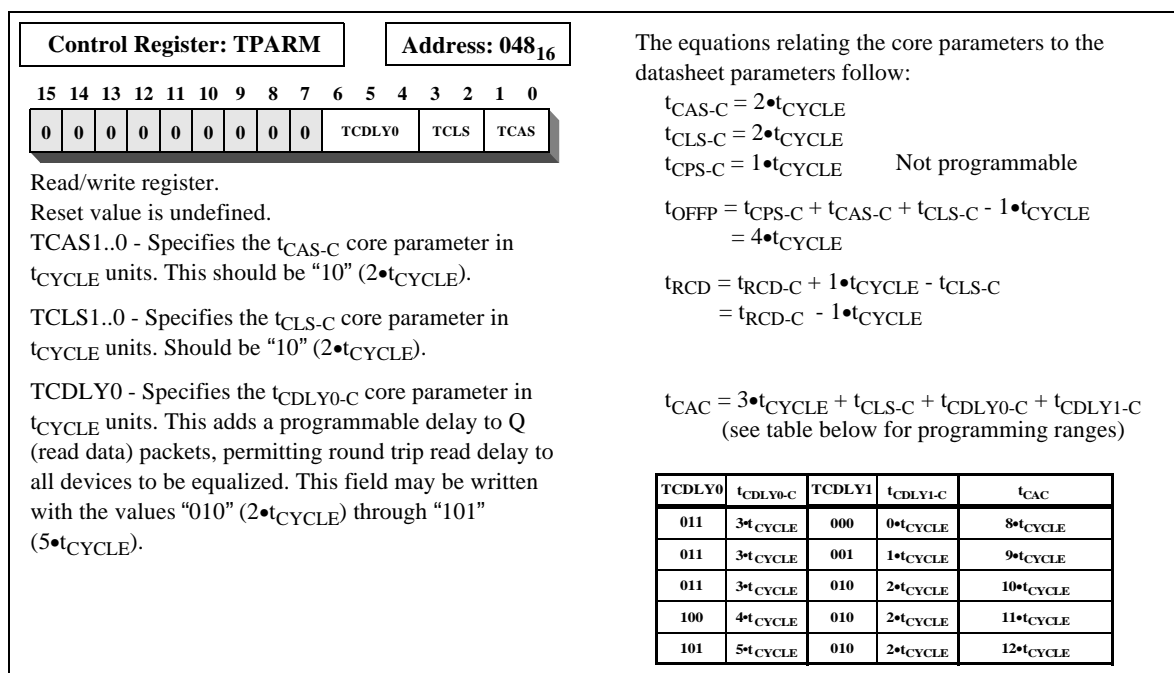 Control Register: TPARM
Address: 048₁₆
15 14 13 12 11 10 9 8 7 6 5 4 3 2 1 0
0 0 0 0 0 0 0 0 0 TCDLY0 TCLS TCAS
Read/write register.
Reset value is undefined.
TCAS1..0 - Specifies the tCAS-C core parameter in
tCYCLE units. This should be “10” (2•tCYCLE).
TCLS1..0 - Specifies the tCLS-C core parameter in
tCYCLE units. Should be “10” (2•tCYCLE).
TCDLY0 - Specifies the tCDLY0-C core parameter in
tCYCLE units. This adds a programmable delay to Q
(read data) packets, permitting round trip read delay to
all devices to be equalized. This field may be written
with the values “010” (2•tCYCLE) through “101”
(5•tCYCLE).
The equations relating the core parameters to the
datasheet parameters follow:
tCAS-C = 2•tCYCLE
tCLS-C = 2•tCYCLE
tCPS-C = 1•tCYCLE Not programmable
tOFFP = tCPS-C + tCAS-C + tCLS-C - 1•tCYCLE
= 4•tCYCLE
tRCD = tRCD-C + 1•tCYCLE - tCLS-C
= tRCD-C - 1•tCYCLE
tCAC = 3•tCYCLE + tCLS-C + tCDLY0-C + tCDLY1-C
(see table below for programming ranges)
TCDLY0 tCDLY0-C TCDLY1 tCDLY1-C tCAC
011 3•tCYCLE 000 0•tCYCLE 8•tCYCLE
011 3•tCYCLE 001 1•tCYCLE 9•tCYCLE
011 3•tCYCLE 010 2•tCYCLE 10•tCYCLE
100 4•tCYCLE 010 2•tCYCLE 11•tCYCLE
101 5•tCYCLE 010 2•tCYCLE 12•tCYCLE